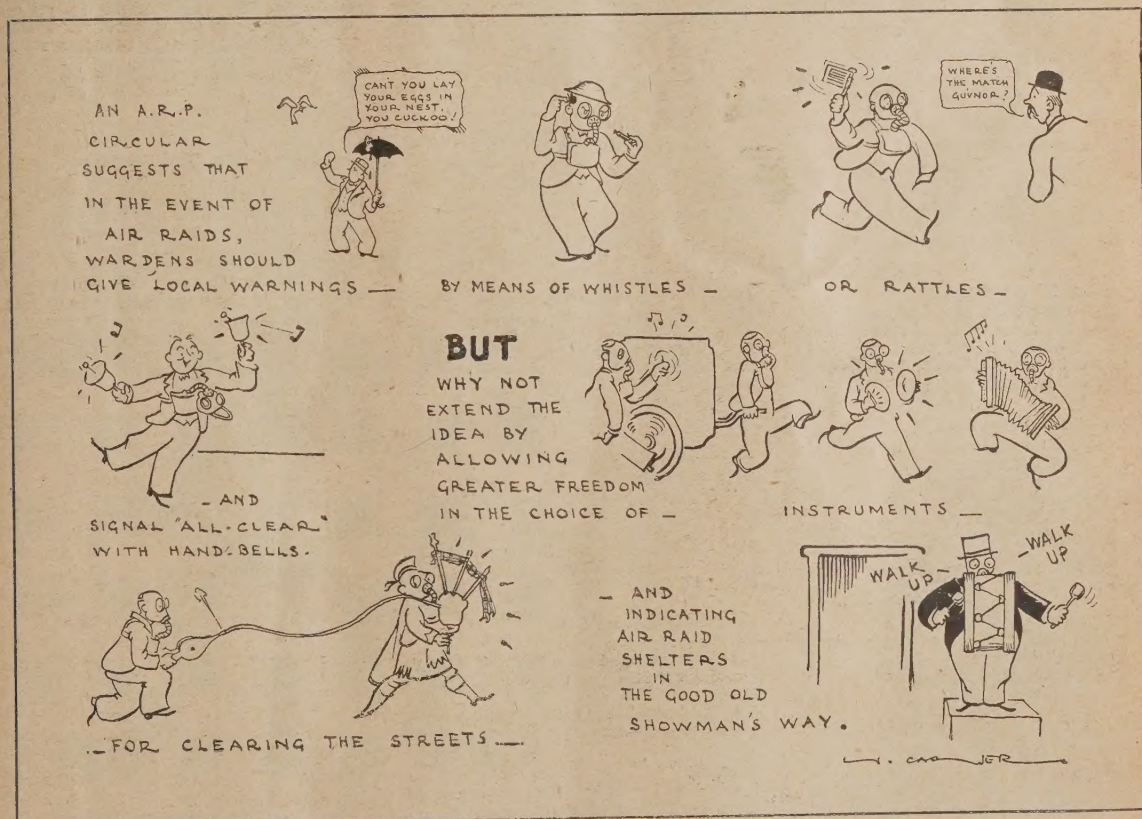 AN A.R.P.
CIRCULAR
SUGGESTS THAT
IN THE EVENT OF
AIR RAIDS,
WARDENS SHOULD
GIVE LOCAL WARNINGS —
CAN'T YOU LAY
YOUR EGGS IN
YOUR NEST,
YOU CUCKOO!
BY MEANS OF WHISTLES —
WHERE'S
THE MATCH
GUVNOR?
OR RATTLES —
— AND
SIGNAL "ALL-CLEAR"
WITH HAND-BELLS.
BUT
WHY NOT
EXTEND THE
IDEA BY
ALLOWING
GREATER FREEDOM
IN THE CHOICE OF —
INSTRUMENTS —
— FOR CLEARING THE STREETS —
— AND
INDICATING
AIR RAID
SHELTERS
IN
THE GOOD OLD
SHOWMAN'S WAY.
WALK
UP —
— WALK
UP